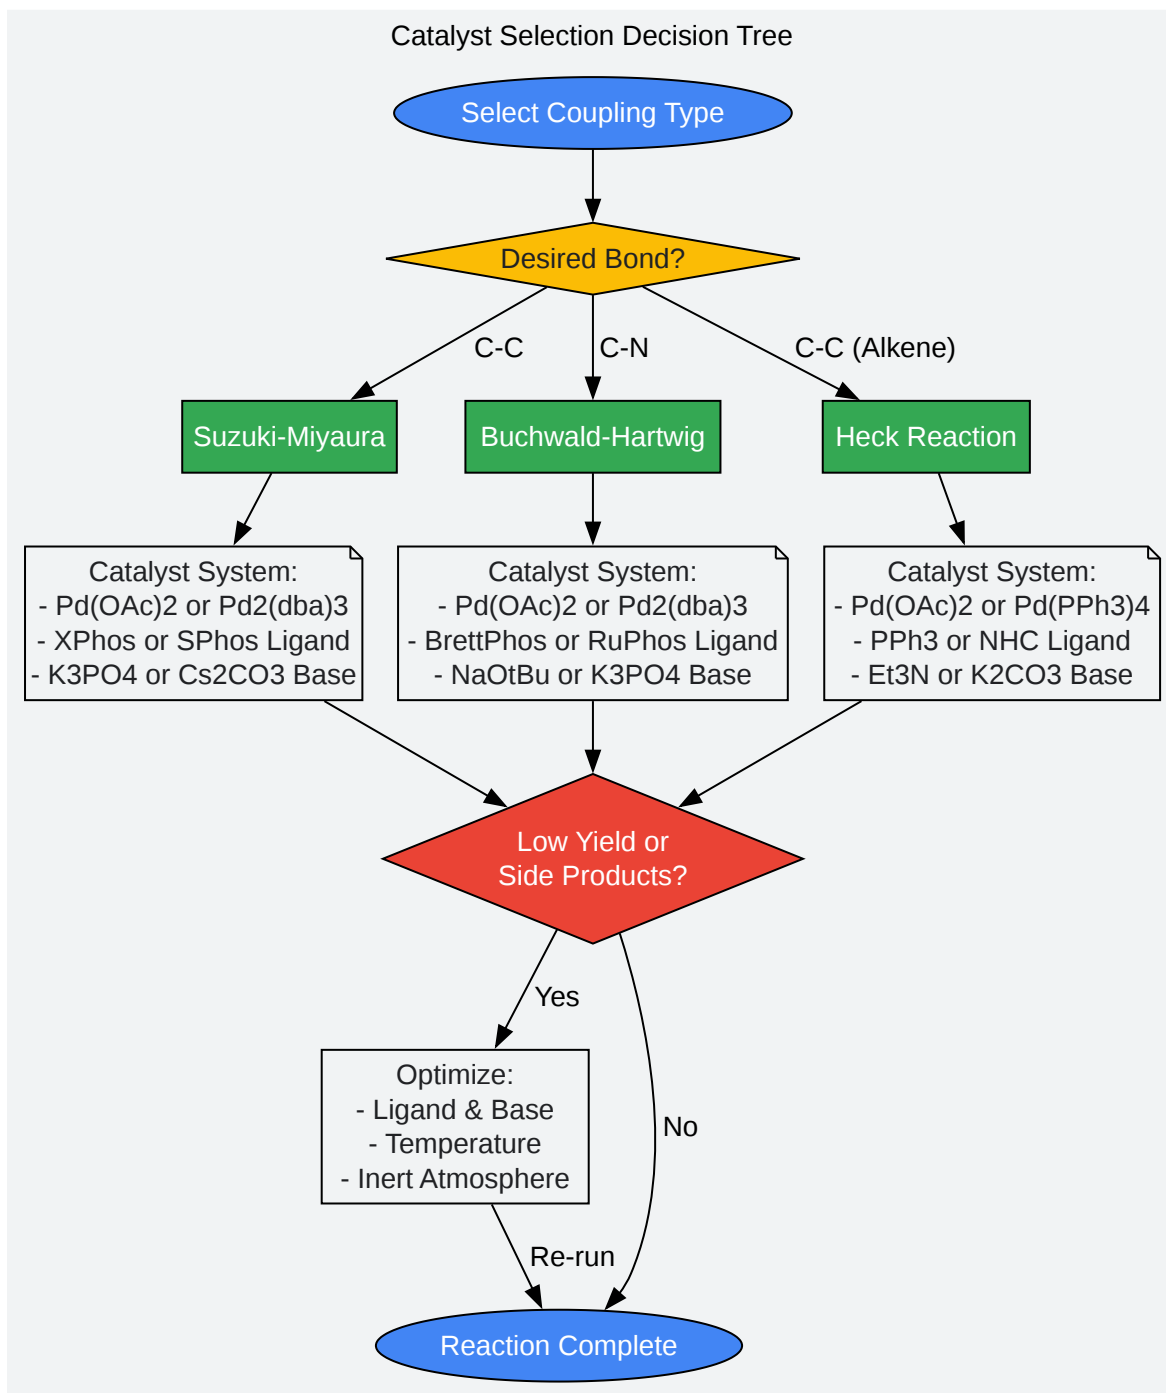 Catalyst Selection Decision Tree
Select Coupling Type
Desired Bond?
C-C
C-N
C-C (Alkene)
Suzuki-Miyaura
Buchwald-Hartwig
Heck Reaction
Catalyst System:
- Pd(OAc)2 or Pd2(dba)3
- XPhos or SPhos Ligand
- K3PO4 or Cs2CO3 Base
Catalyst System:
- Pd(OAc)2 or Pd2(dba)3
- BrettPhos or RuPhos Ligand
- NaOtBu or K3PO4 Base
Catalyst System:
- Pd(OAc)2 or Pd(PPh3)4
- PPh3 or NHC Ligand
- Et3N or K2CO3 Base
Low Yield or
Side Products?
Yes
No
Optimize:
- Ligand & Base
- Temperature
- Inert Atmosphere
Re-run
Reaction Complete